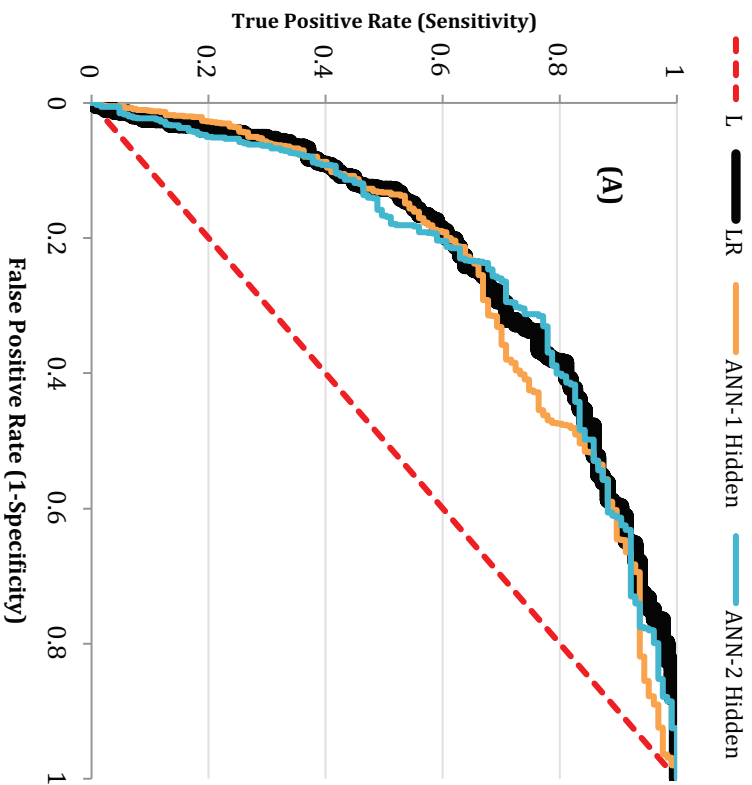 L LR ANN-1 Hidden ANN-2 Hidden
(A)
True Positive Rate (Sensitivity)
1
0.8
0.6
0.4
0.2
0
0 0.2 0.4 0.6 0.8 1
False Positive Rate (1-Specificity)